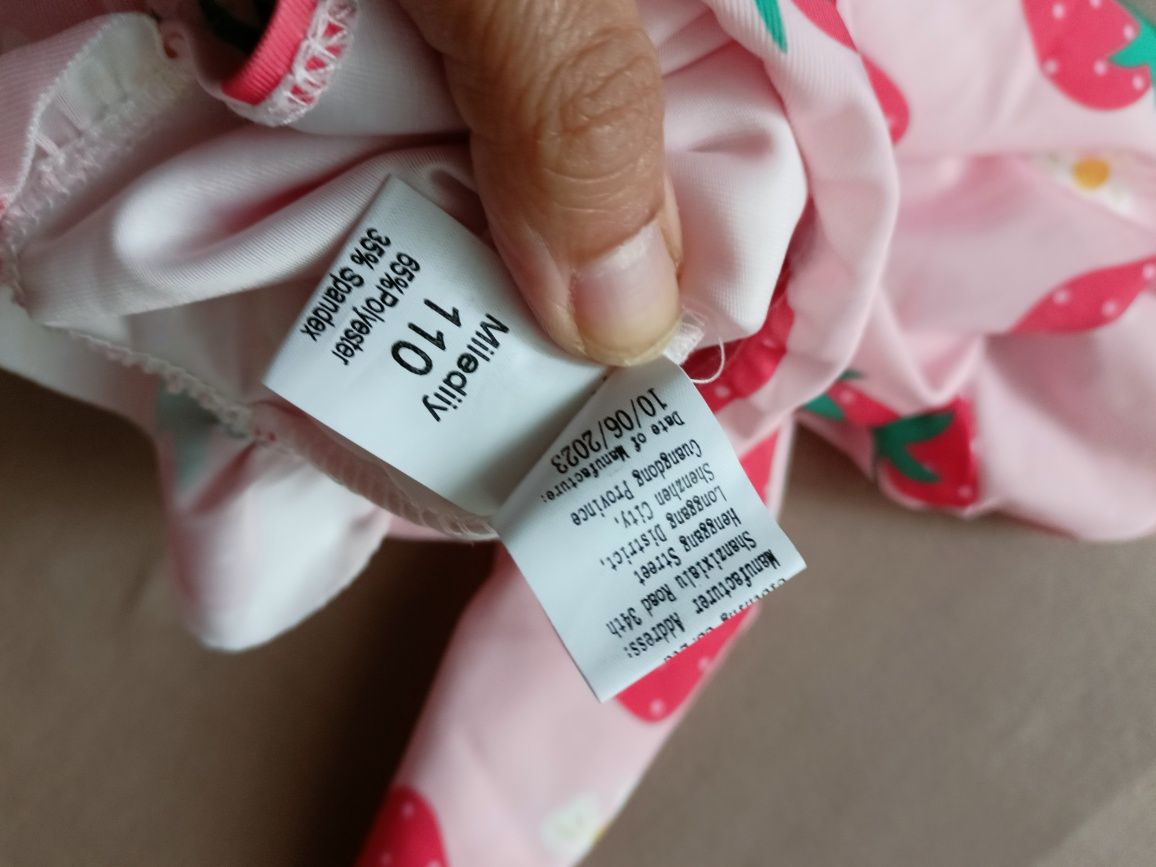 Miledjiy
110
65%Polyester
35% Spandex
Manufacturer Address:
Shanzixialu Road 34th
Henggang Street
Longgang District,
Shenzhen City,
Guangdong Province
Date of Manufacture:
10/06/2023